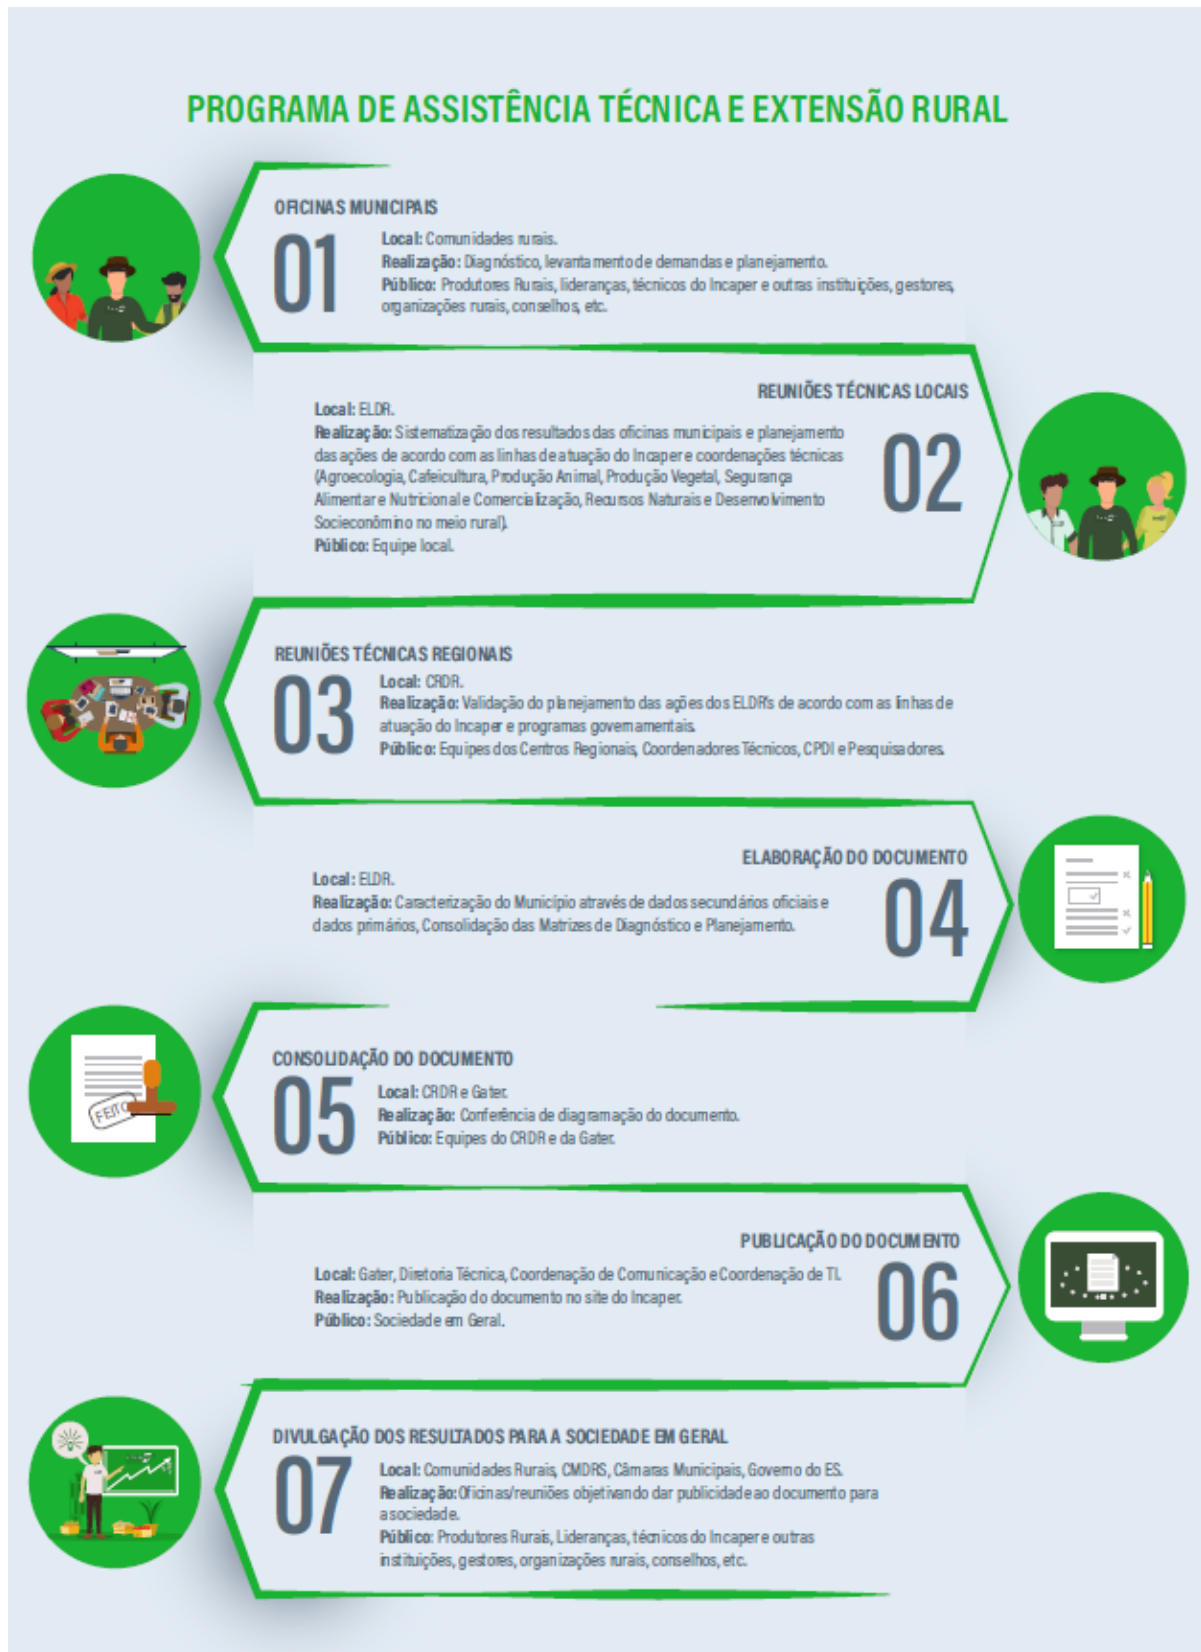 PROGRAMA DE ASSISTÊNCIA TÉCNICA E EXTENSÃO RURAL
OFICINAS MUNICIPAIS
01
Local: Comunidades rurais.
Realização: Diagnóstico, levantamento de demandas e planejamento.
Público: Produtores Rurais, lideranças, técnicos do Incaper e outras instituições, gestores,
organizações rurais, conselhos, etc.
REUNIÕES TÉCNICAS LOCAIS
02
Local: ELDR.
Realização: Sistematização dos resultados das oficinas municipais e planejamento
das ações de acordo com as linhas de atuação do Incaper e coordenações técnicas
(Agroecologia, Cafeicultura, Produção Animal, Produção Vegetal, Segurança
Alimentar e Nutricional e Comercialização, Recursos Naturais e Desenvolvimento
Socieconômino no meio rural).
Público: Equipe local.
REUNIÕES TÉCNICAS REGIONAIS
03
Local: CRDR.
Realização: Validação do planejamento das ações dos ELDR's de acordo com as linhas de
atuação do Incaper e programas governamentais.
Público: Equipes dos Centros Regionais, Coordenadores Técnicos, CPDI e Pesquisadores.
ELABORAÇÃO DO DOCUMENTO
04
Local: ELDR.
Realização: Caracterização do Município através de dados secundários oficiais e
dados primários, Consolidação das Matrizes de Diagnóstico e Planejamento.
FEITO
CONSOLIDAÇÃO DO DOCUMENTO
05
Local: CRDR e Gater.
Realização: Conferência de diagramação do documento.
Público: Equipes do CRDR e da Gater.
PUBLICAÇÃO DO DOCUMENTO
06
Local: Gater, Diretoria Técnica, Coordenação de Comunicação e Coordenação de TI.
Realização: Publicação do documento no site do Incaper.
Público: Sociedade em Geral.
DIVULGAÇÃO DOS RESULTADOS PARA A SOCIEDADE EM GERAL
07
Local: Comunidades Rurais, CMDRS, Câmaras Municipais, Governo do ES.
Realização: Oficinas/reuniões objetivando dar publicidade ao documento para
a sociedade.
Público: Produtores Rurais, Lideranças, técnicos do Incaper e outras
instituições, gestores, organizações rurais, conselhos, etc.